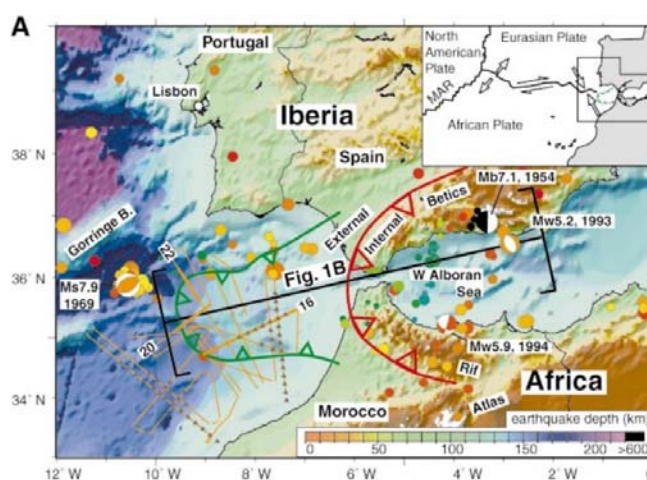 A
Portugal
North
American
Plate
Eurasian Plate
MAR
African Plate
Lisbon
Iberia
Spain
38° N
Mb7.1, 1954
Betics
Mw5.2, 1993
Gorringe B.
External
Internal
22
36° N
Fig. 1B
W Alboran
Sea
Ms7.9
1969
16
20
Mw5.9, 1994
Rif
Africa
34° N
Morocco
Atlas
earthquake depth (km)
0 50 100 150 200 >600
12 °W 10 °W 8 °W 6 °W 4 °W 2 °W 0